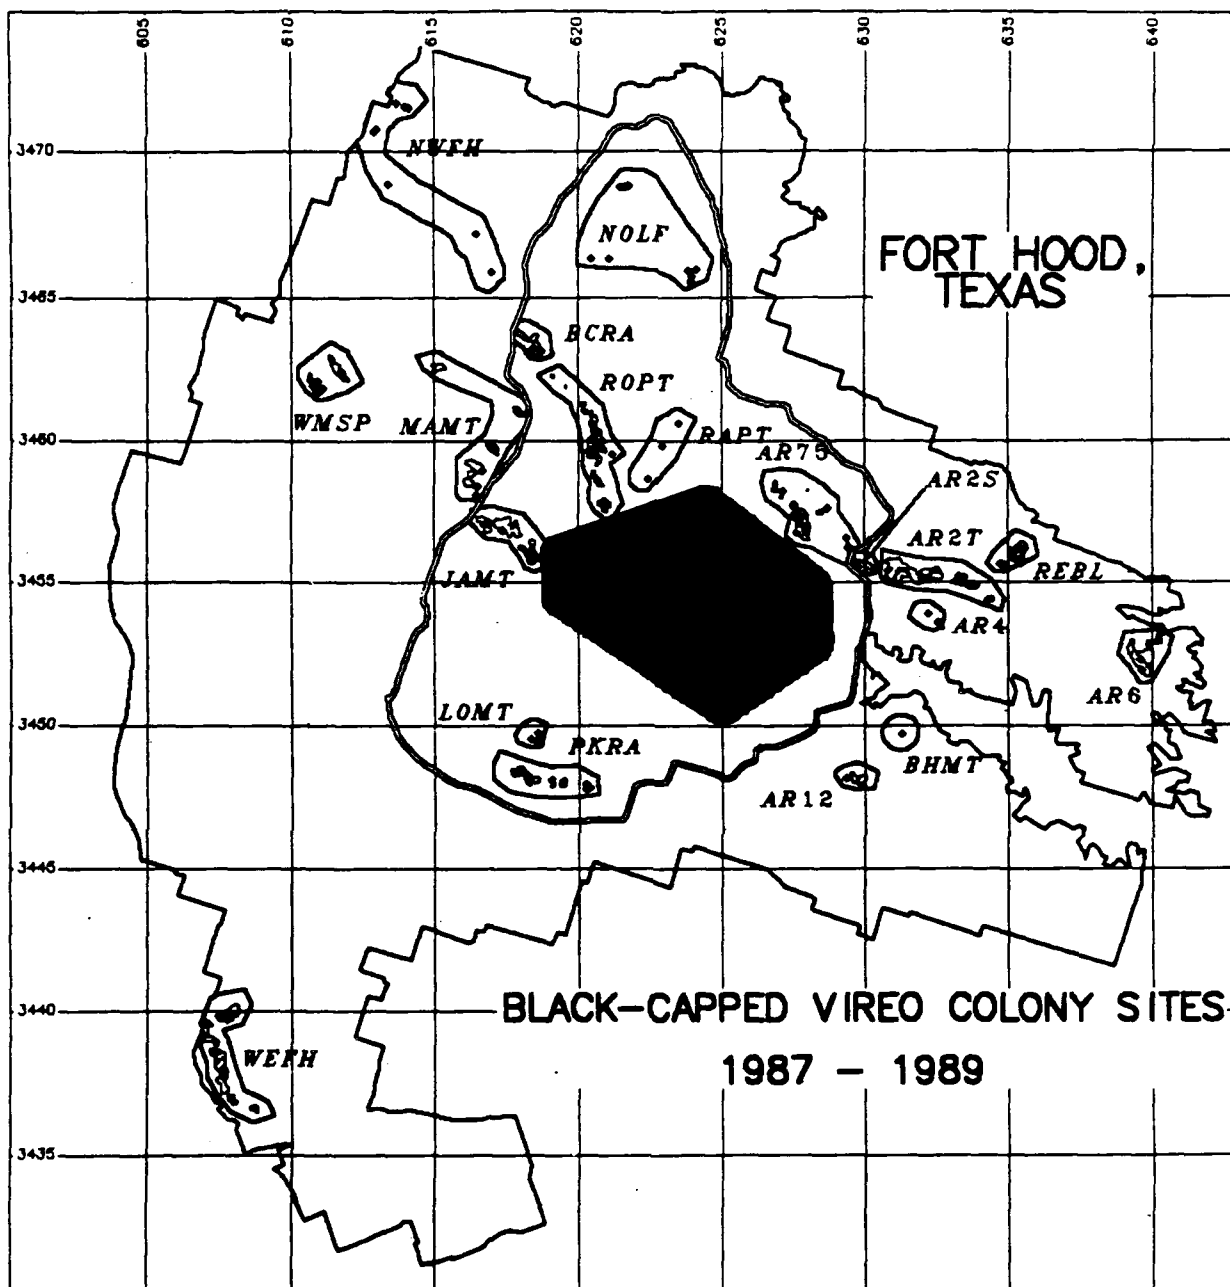 605 610 615 620 625 630 635 640
3470
NWFH
NOLF
FORT HOOD,
TEXAS
3465
BCRA
ROPT
WMSP
MAMT
RAPT
3460
AR75
AR2S
AR2T
JAMT
REBL
3455
AR4
AR6
LOMT
3450
PKRA
BHMT
AR12
3445
3440
BLACK-CAPPED VIREO COLONY SITES
WEFH
1987 - 1989
3435